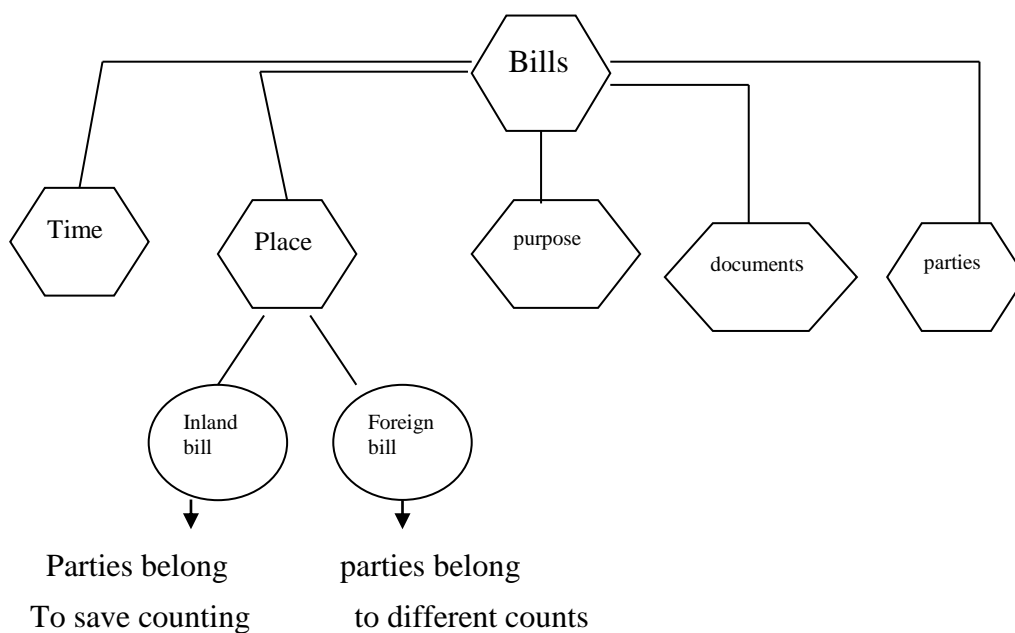 Bills
Time
Place
purpose
documents
parties
Inland
bill
Foreign
bill
Parties belong
To save counting
parties belong
to different counts